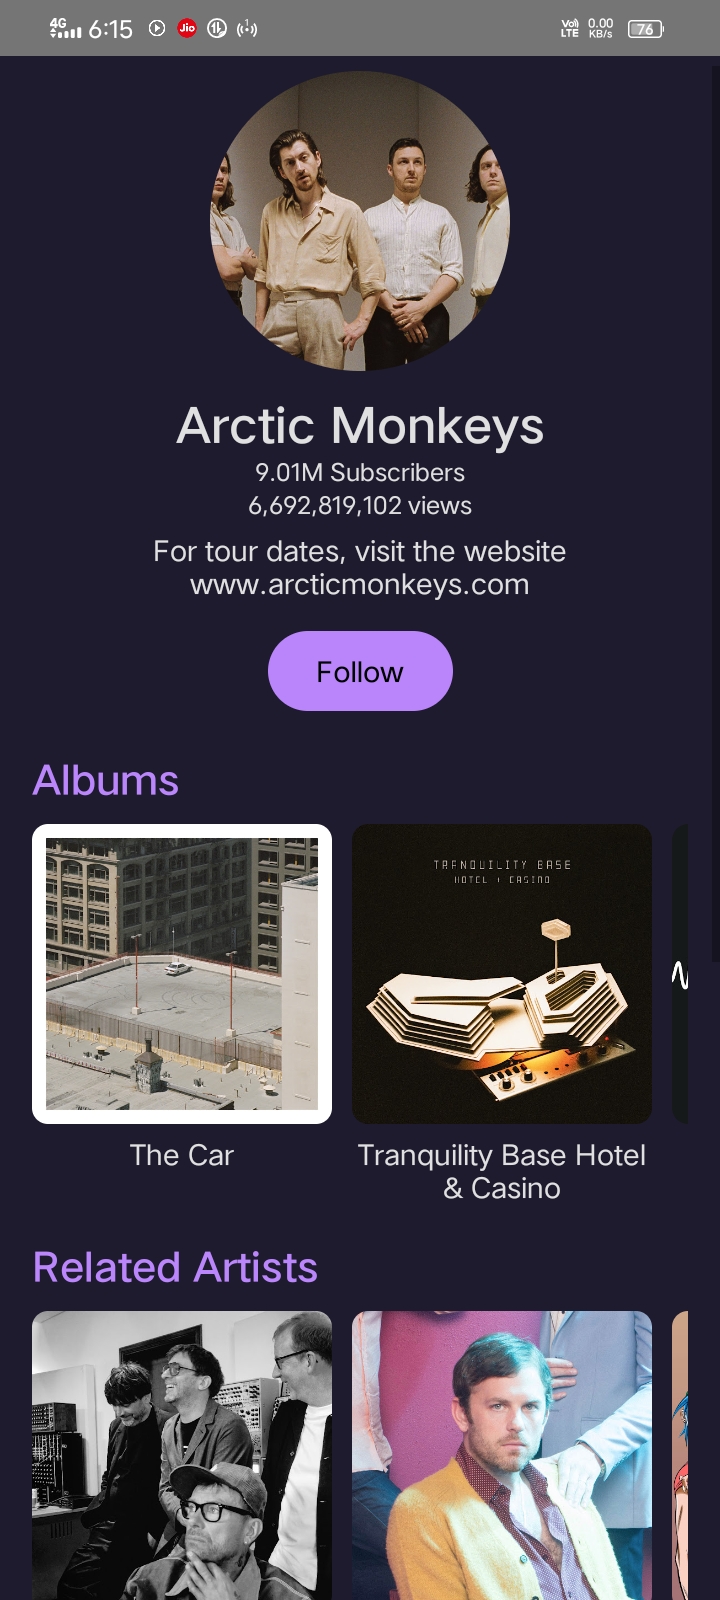 4G 6:15 Jio 1 Vo) LTE 0.00 KB/s 76
Arctic Monkeys
9.01M Subscribers
6,692,819,102 views
For tour dates, visit the website
www.arcticmonkeys.com
Follow
Albums
TRANQUILITY BASE
HOTEL + CASINO
The Car
Tranquility Base Hotel
& Casino
Related Artists